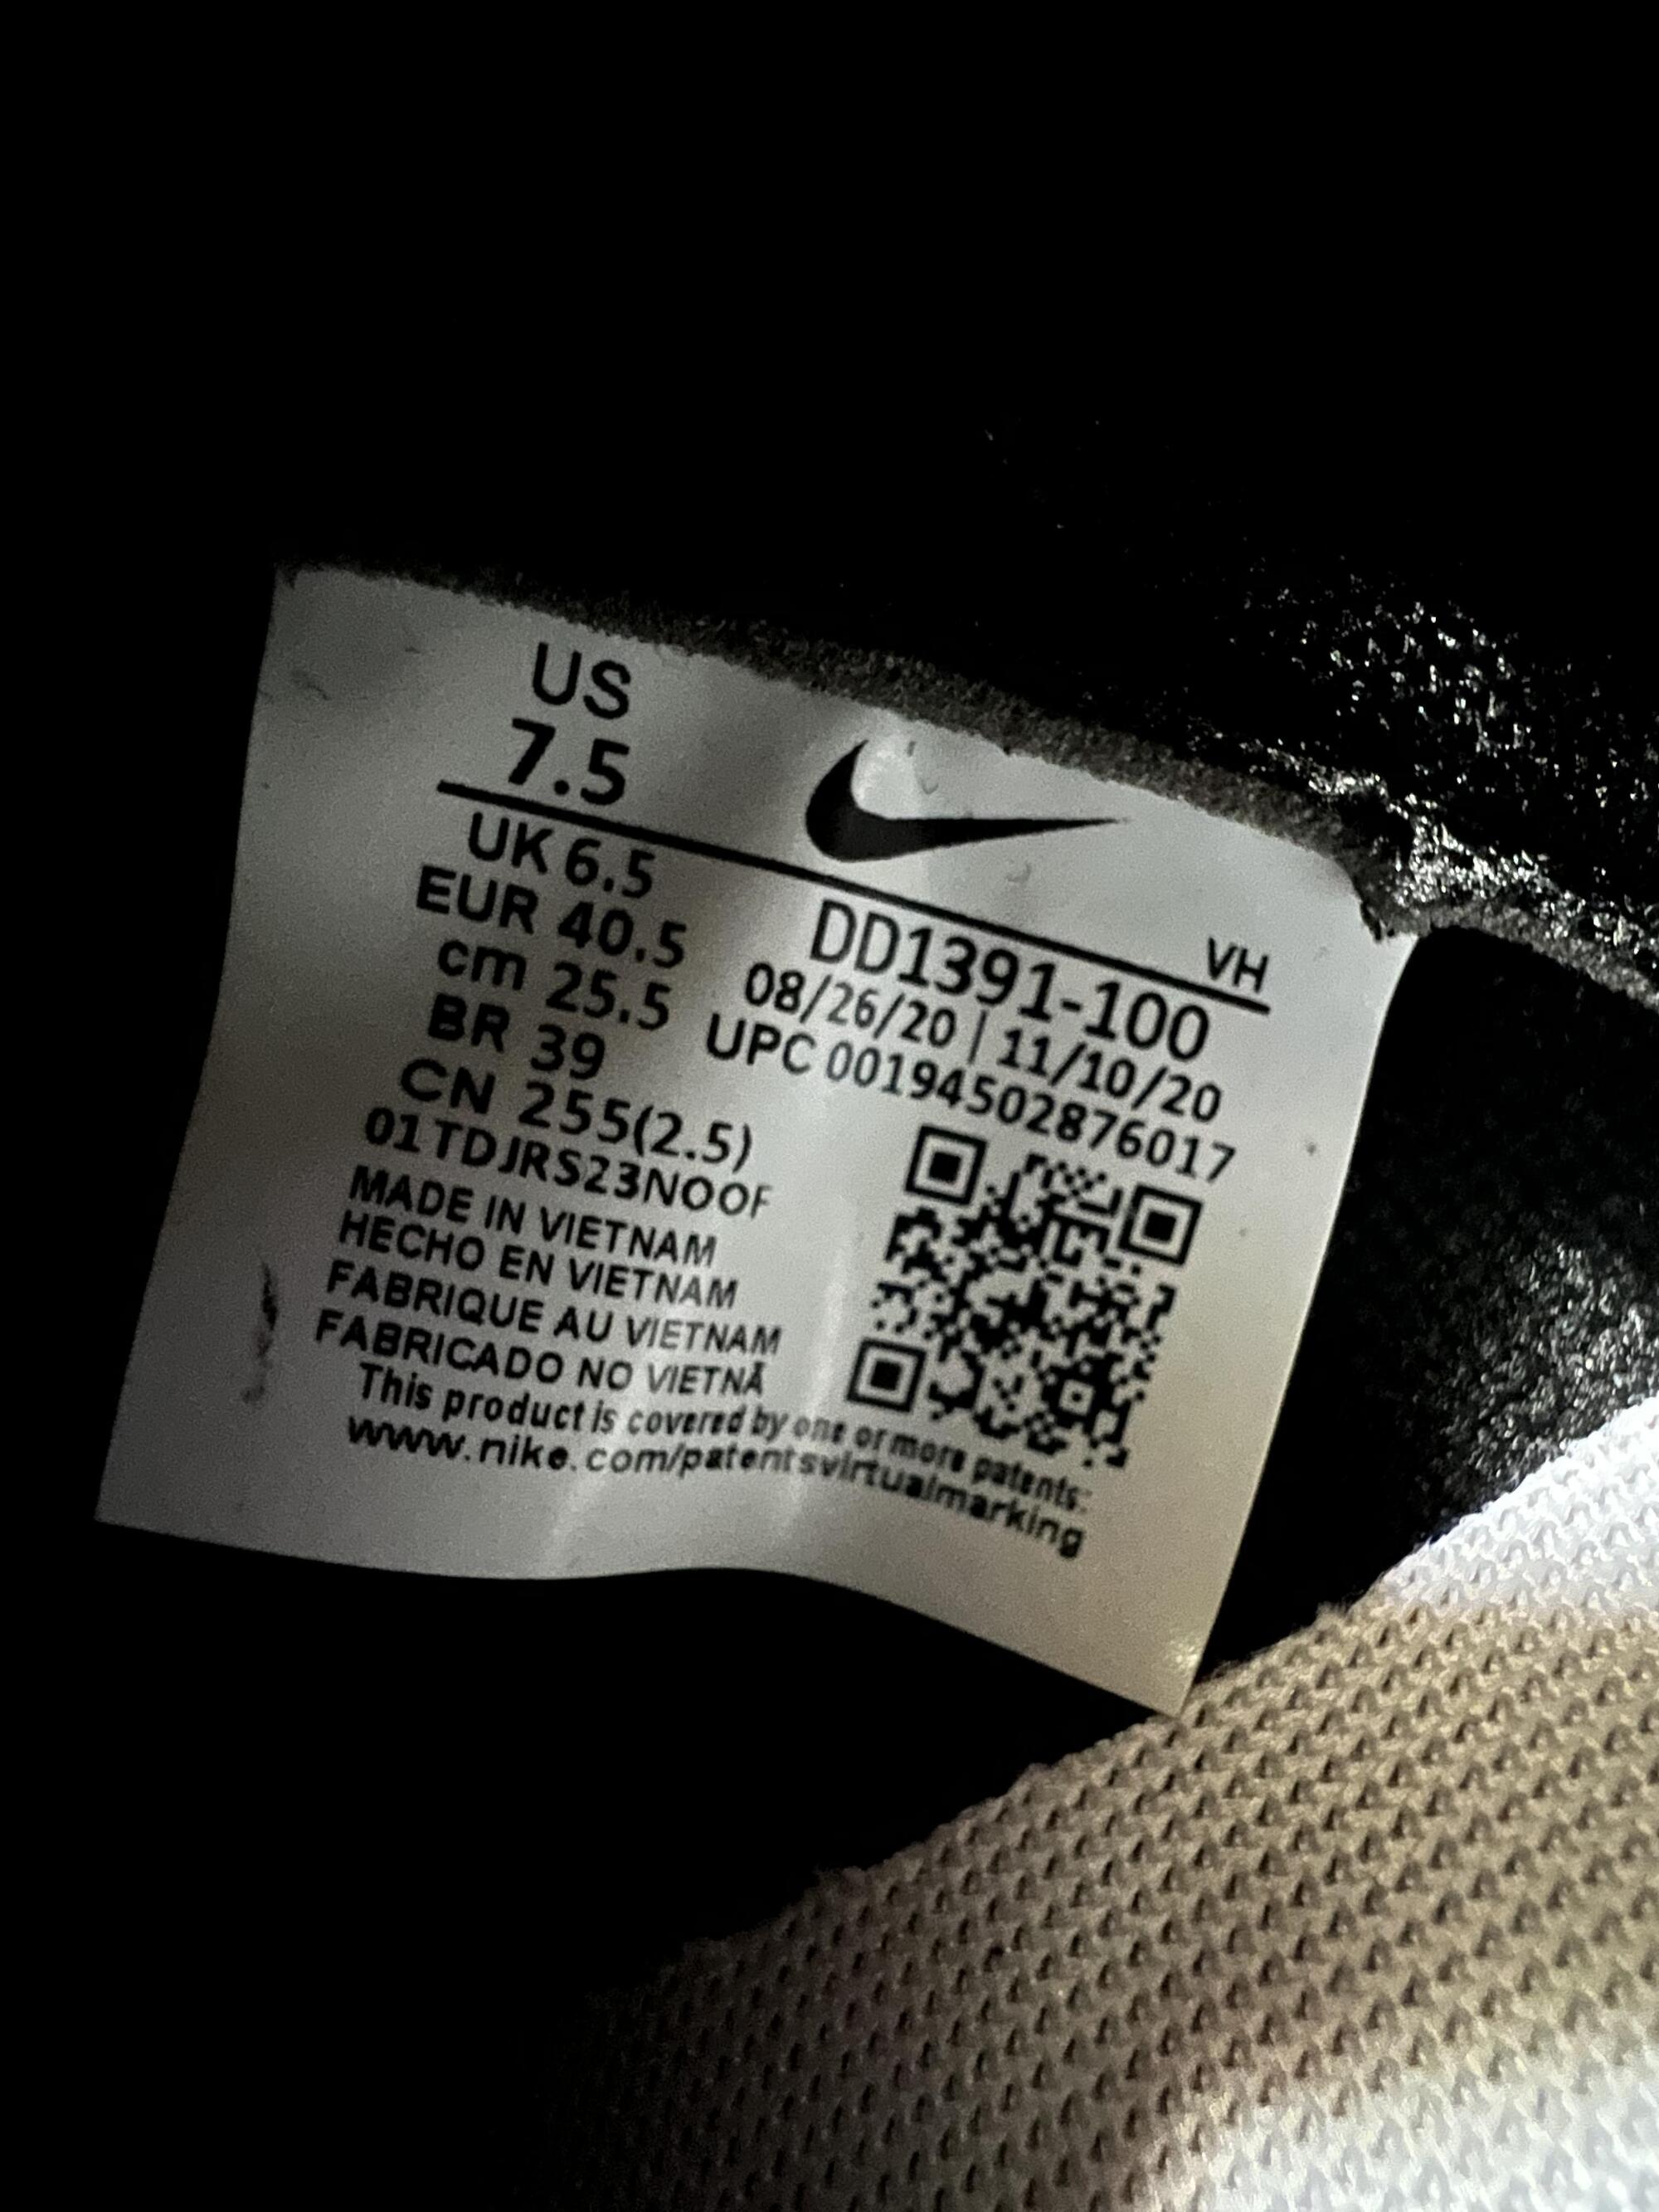 US
7.5
UK 6.5
EUR 40.5
cm 25.5
BR 39
CN 255(2.5)
01TDJRS23NOOF
VH
DD1391-100
08/26/20 | 11/10/20
UPC 00194502876017
MADE IN VIETNAM
HECHO EN VIETNAM
FABRIQUE AU VIETNAM
FABRICADO NO VIETNÃ
This product is covered by one or more patents:
www.nike.com/patentsvirtualmarking